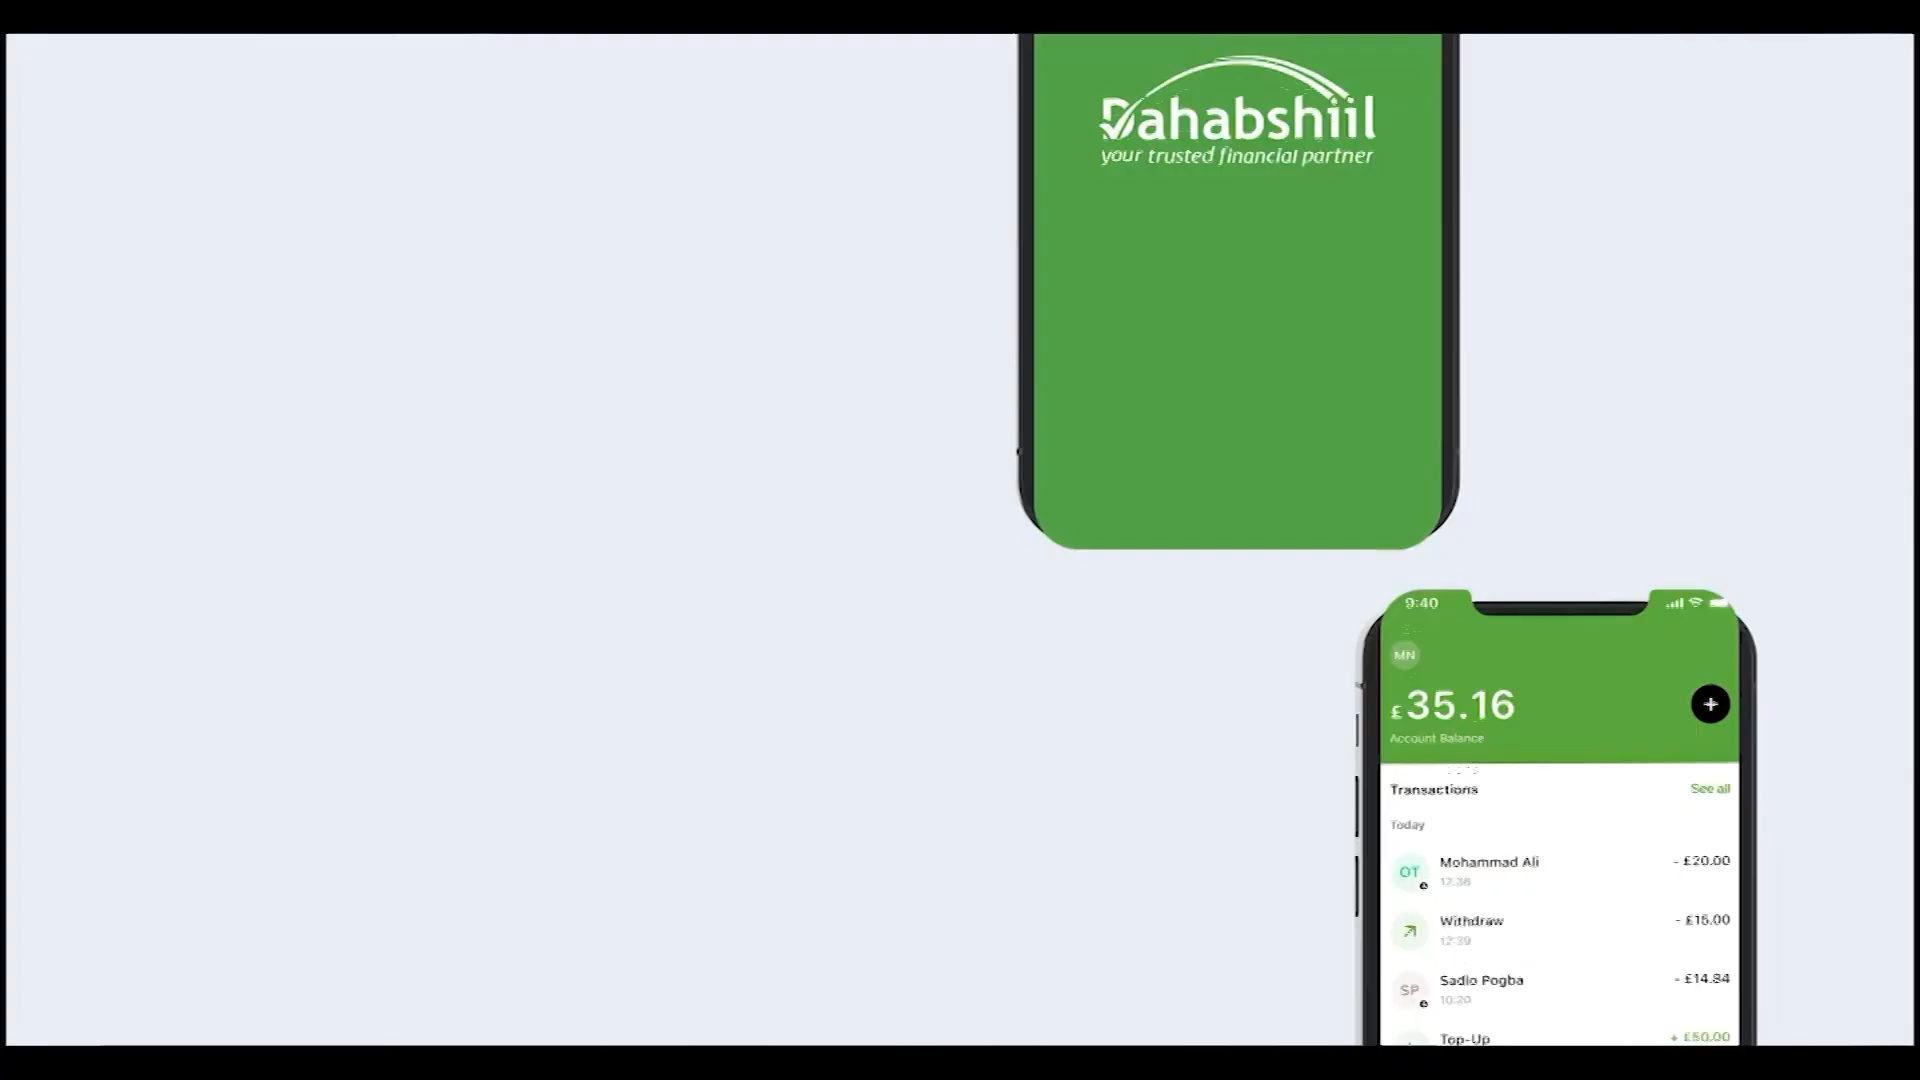 Dahabshiil
your trusted financial partner
9:40
MN
£35.16
Account Balance
Transactions
See all
Today
OT
Mohammad Ali
- £20.00
12:38
Withdraw
- £15.00
12:39
SP
Sadio Pogba
- £14.84
10:20
Top-Up
+ £50.00